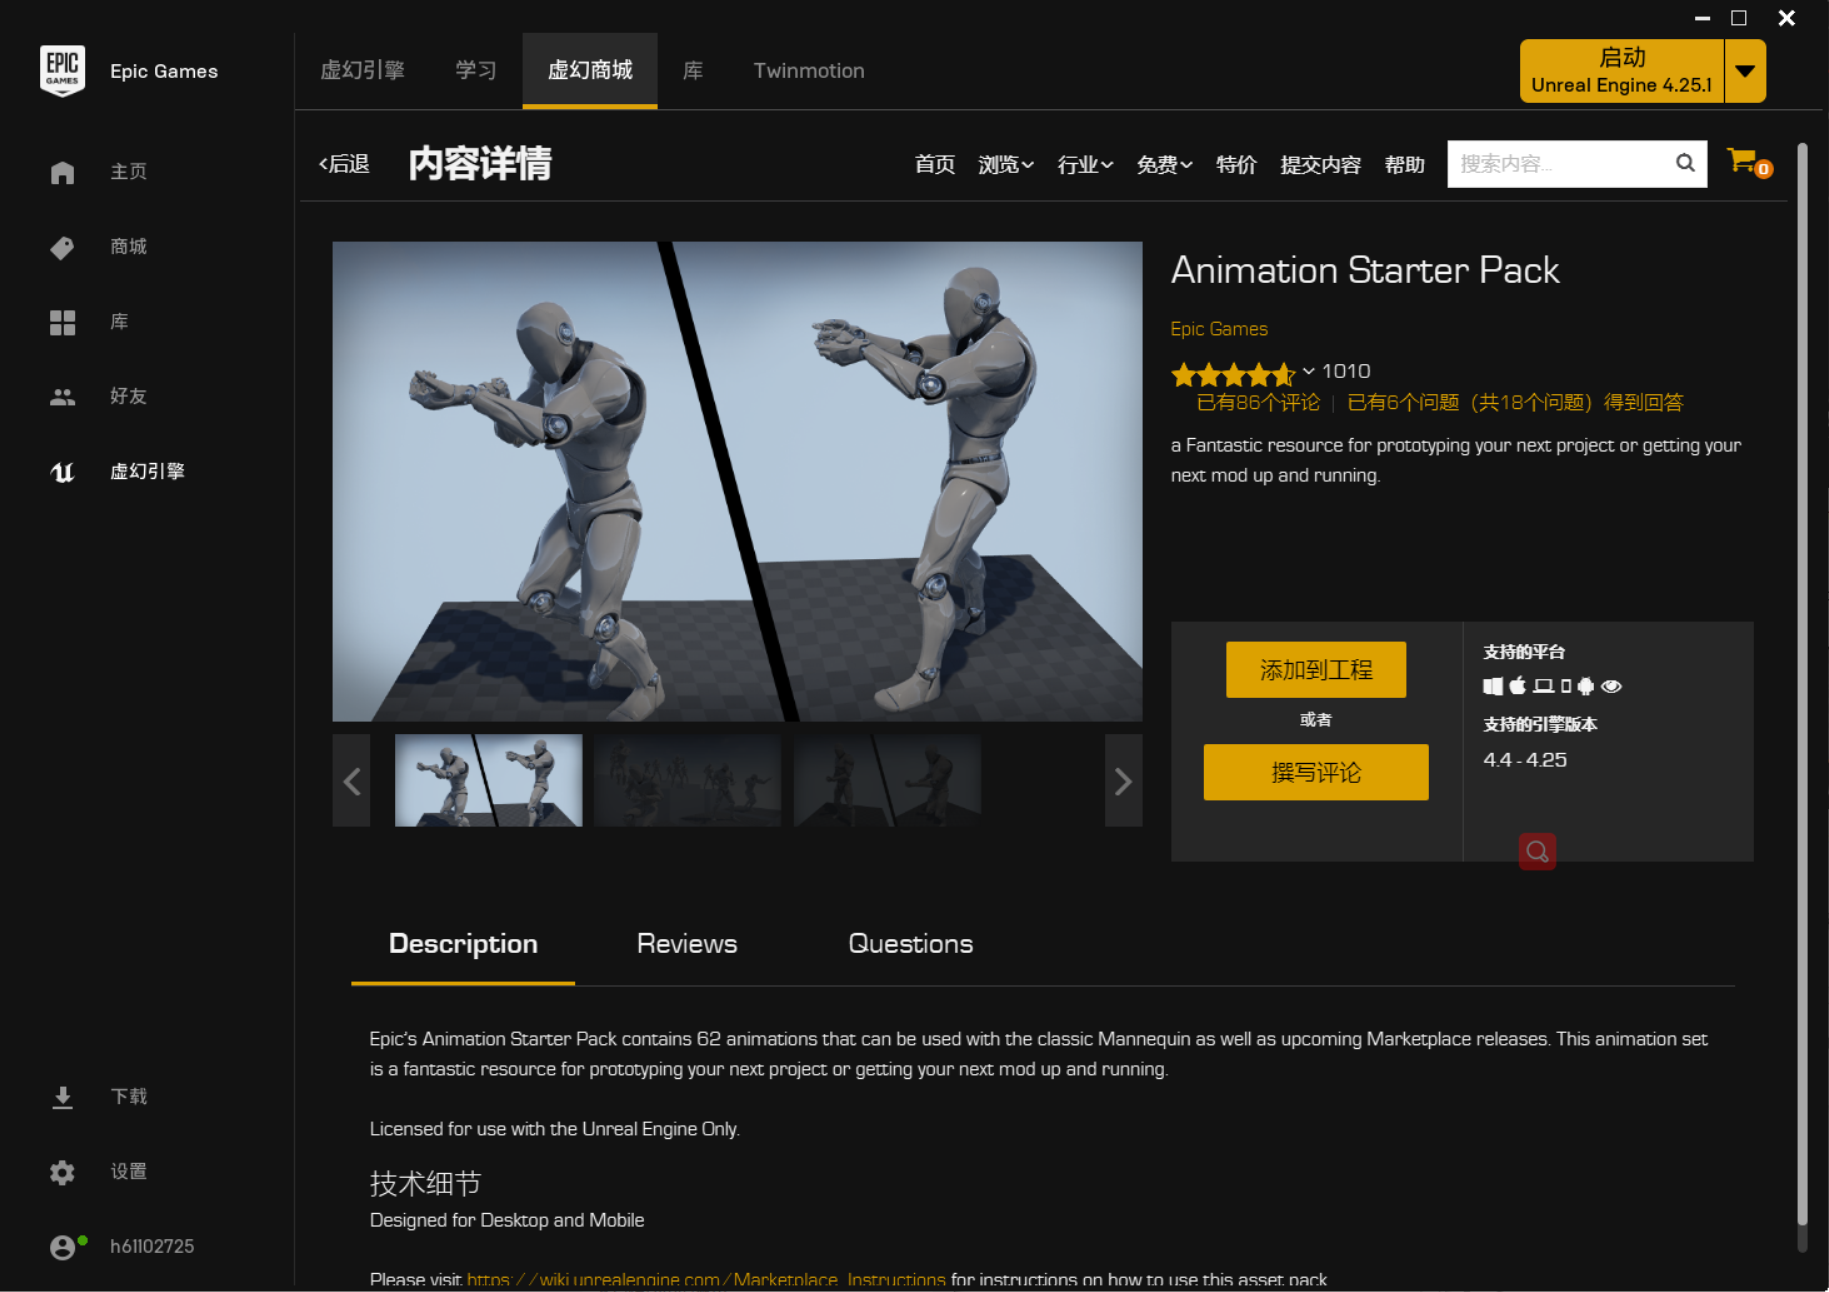 EPIC GAMES
Epic Games
虚幻引擎
学习
虚幻商城
库
Twinmotion
启动
Unreal Engine 4.25.1
主页
商城
库
好友
虚幻引擎
下载
设置
h61102725
<后退
内容详情
首页
浏览
行业
免费
特价
提交内容
帮助
搜索内容...
0
Animation Starter Pack
Epic Games
1010
已有86个评论 | 已有6个问题（共18个问题）得到回答
a Fantastic resource for prototyping your next project or getting your
next mod up and running.
添加到工程
或者
撰写评论
支持的平台
支持的引擎版本
4.4 - 4.25
Description
Reviews
Questions
Epic's Animation Starter Pack contains 62 animations that can be used with the classic Mannequin as well as upcoming Marketplace releases. This animation set
is a fantastic resource for prototyping your next project or getting your next mod up and running.
Licensed for use with the Unreal Engine Only.
技术细节
Designed for Desktop and Mobile
Please visit https://wiki.unrealengine.com/Marketplace_Instructions for instructions on how to use this asset pack